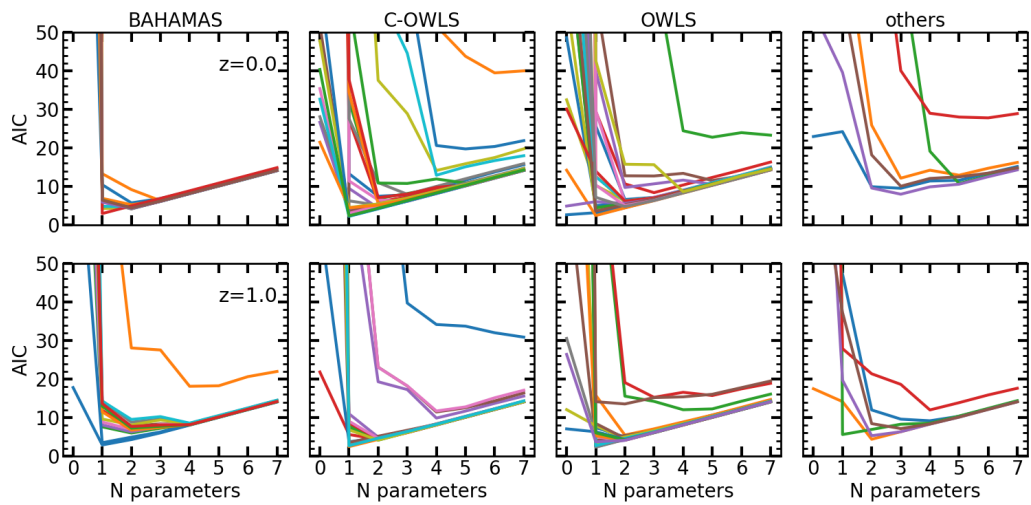 BAHAMAS C-OWLS OWLS others
AIC
50
40
30
20
10
0
z=0.0
AIC
50
40
30
20
10
0
z=1.0
0 1 2 3 4 5 6 7 0 1 2 3 4 5 6 7 0 1 2 3 4 5 6 7 0 1 2 3 4 5 6 7
N parameters N parameters N parameters N parameters